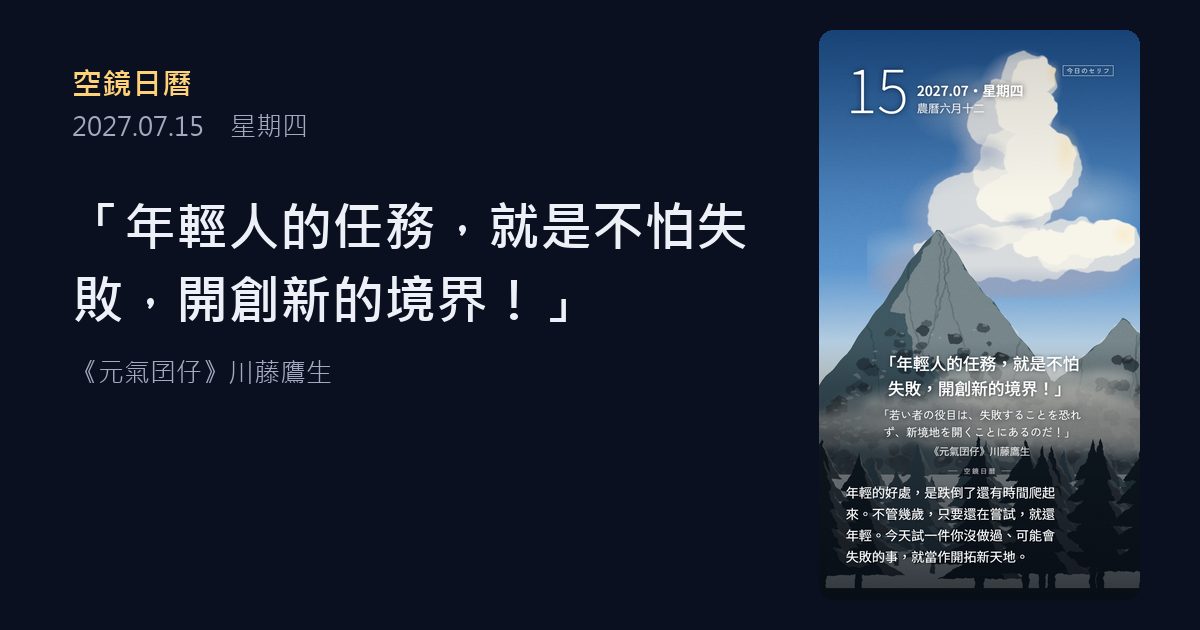 空鏡日曆
2027.07.15 星期四
「年輕人的任務，就是不怕失
敗，開創新的境界！」
《元氣囝仔》川藤鷹生
今日のセリフ
15
2027.07・星期四
農曆六月十二
「年輕人的任務，就是不怕
失敗，開創新的境界！」
「若い者の役目は、失敗することを恐れ
ず、新境地を開くことにあるのだ！」
《元氣囝仔》川藤鷹生
— 空鏡日曆 —
年輕的好處，是跌倒了還有時間爬起
來。不管幾歲，只要還在嘗試，就還
年輕。今天試一件你沒做過、可能會
失敗的事，就當作開拓新天地。